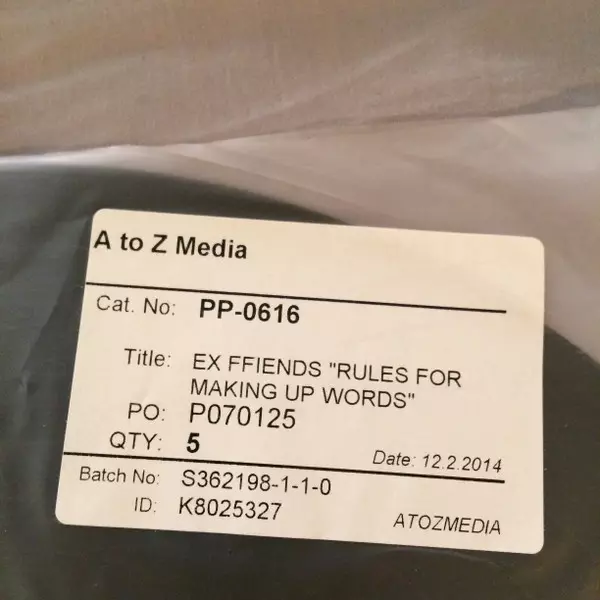 A to Z Media
Cat. No: PP-0616
Title: EX FFIENDS "RULES FOR
MAKING UP WORDS"
PO: P070125
QTY: 5
Date: 12.2.2014
Batch No: S362198-1-1-0
ID: K8025327
ATOZMEDIA